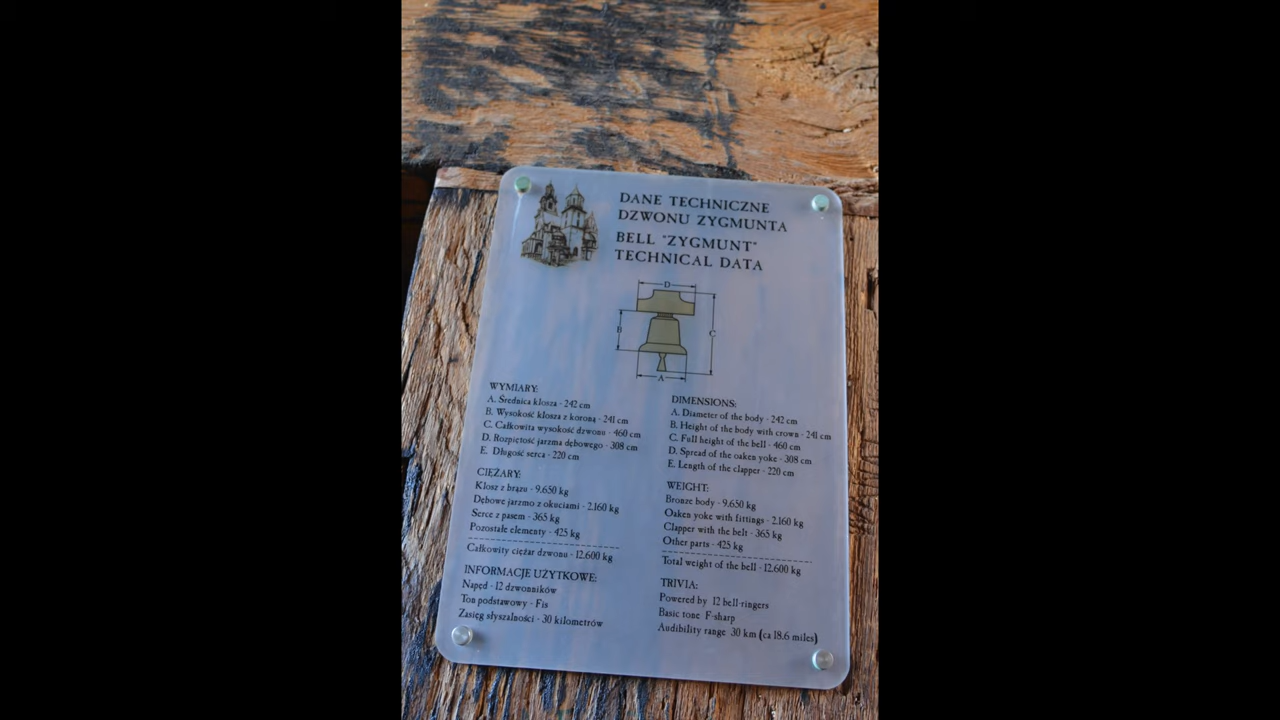 DANE TECHNICZNE
DZWONU ZYGMUNTA
BELL "ZYGMUNT"
TECHNICAL DATA
D
B
C
A
WYMIARY:
A. Średnica klosza - 242 cm
B. Wysokość klosza z koroną - 241 cm
C. Całkowita wysokość dzwonu - 460 cm
D. Rozpiętość jarzma dębowego - 308 cm
E. Długość serca - 220 cm
CIĘŻARY:
Klosz z brązu - 9.650 kg
Dębowe jarzmo z okuciami - 2.160 kg
Serce z pasem - 365 kg
Pozostałe elementy - 425 kg
Całkowity ciężar dzwonu - 12.600 kg
INFORMACJE UŻYTKOWE:
Napęd - 12 dzwonników
Ton podstawowy - Fis
Zasięg słyszalności - 30 kilometrów
DIMENSIONS:
A. Diameter of the body - 242 cm
B. Height of the body with crown - 241 cm
C. Full height of the bell - 460 cm
D. Spread of the oaken yoke - 308 cm
E. Length of the clapper - 220 cm
WEIGHT:
Bronze body - 9.650 kg
Oaken yoke with fittings - 2.160 kg
Clapper with the belt - 365 kg
Other parts - 425 kg
Total weight of the bell - 12.600 kg
TRIVIA:
Powered by 12 bell-ringers
Basic tone F-sharp
Audibility range 30 km (ca 18.6 miles)